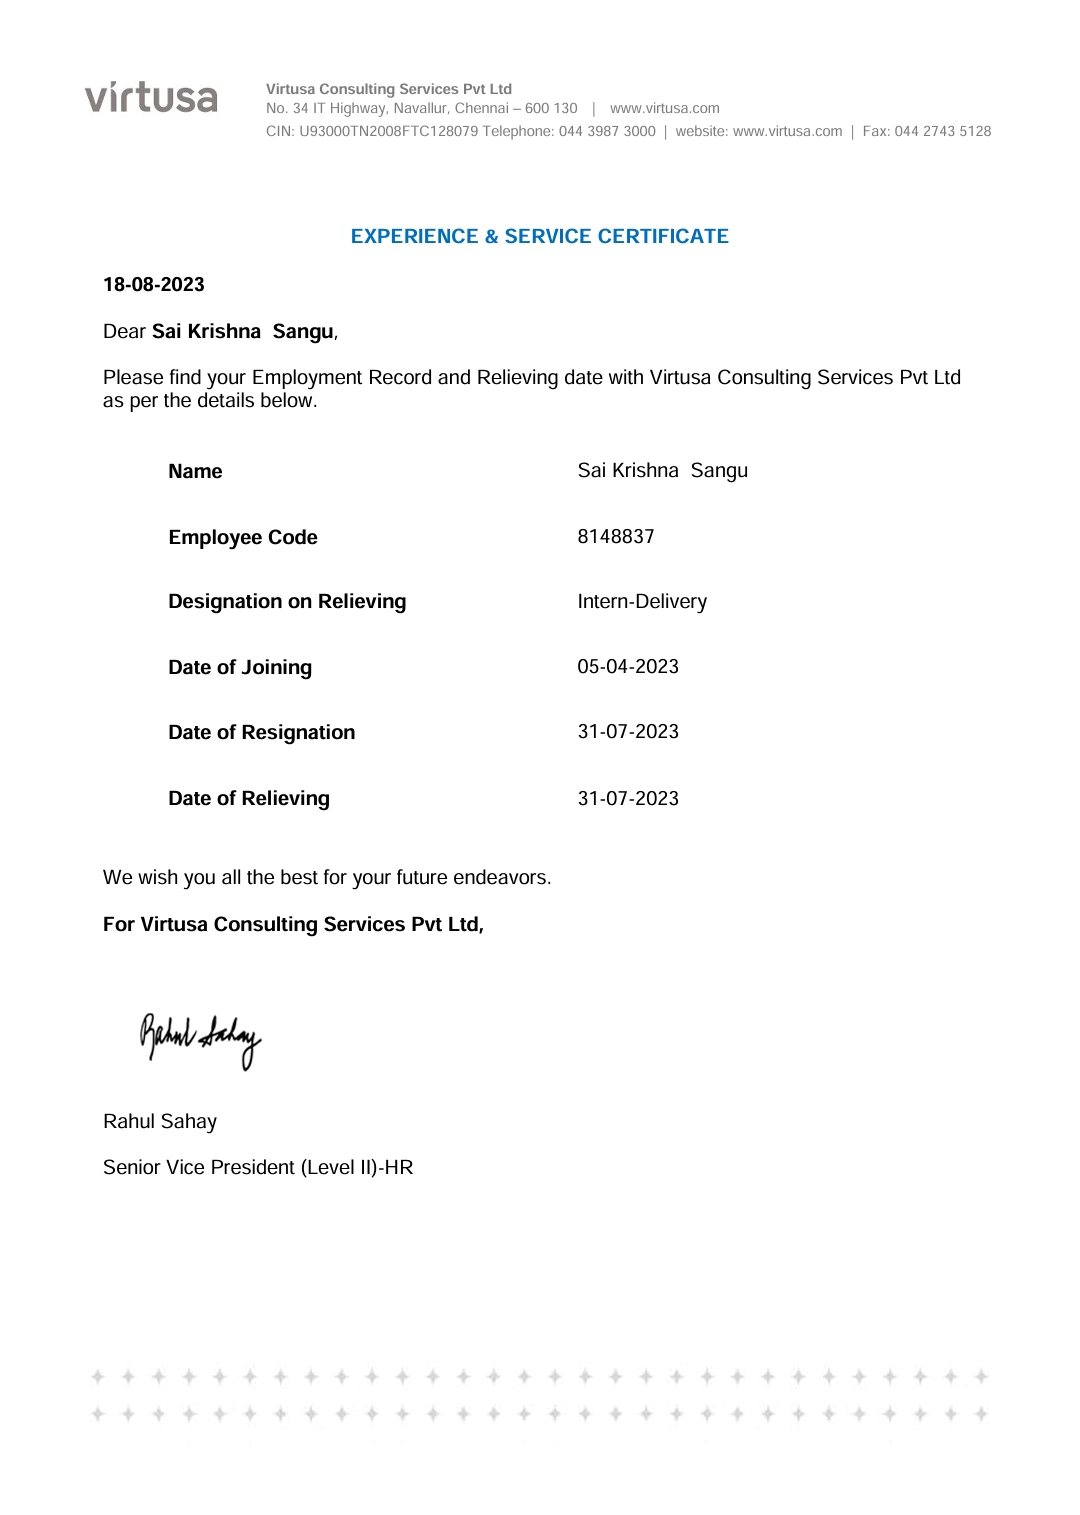 virtusa
Virtusa Consulting Services Pvt Ltd
No. 34 IT Highway, Navallur, Chennai – 600 130 | www.virtusa.com
CIN: U93000TN2008FTC128079 Telephone: 044 3987 3000 | website: www.virtusa.com | Fax: 044 2743 5128
EXPERIENCE & SERVICE CERTIFICATE
18-08-2023
Dear Sai Krishna  Sangu,
Please find your Employment Record and Relieving date with Virtusa Consulting Services Pvt Ltd
as per the details below.
Name Sai Krishna  Sangu
Employee Code 8148837
Designation on Relieving Intern-Delivery
Date of Joining 05-04-2023
Date of Resignation 31-07-2023
Date of Relieving 31-07-2023
We wish you all the best for your future endeavors.
For Virtusa Consulting Services Pvt Ltd,
Rahul Sahay
Rahul Sahay
Senior Vice President (Level II)-HR